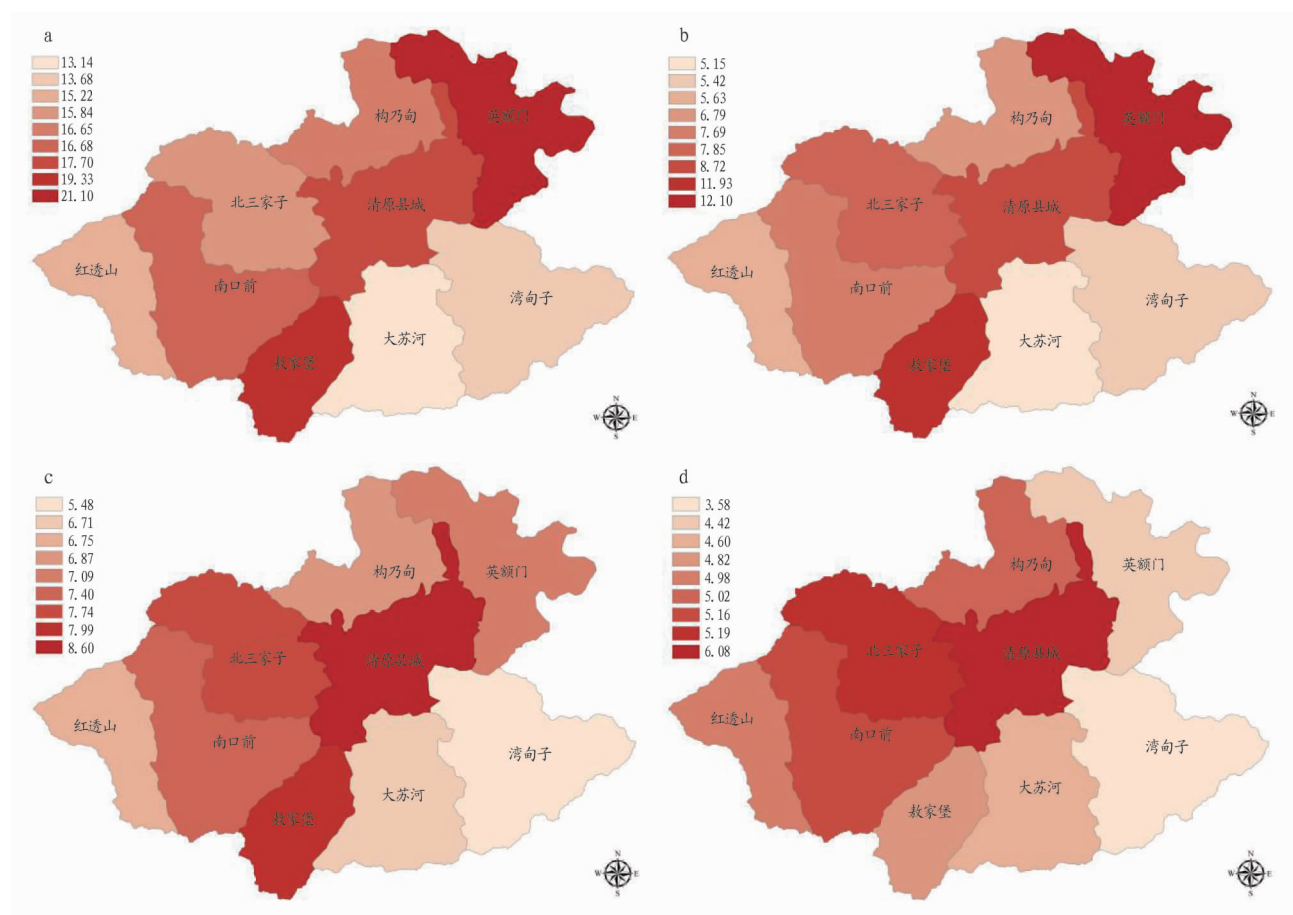 a
13.14
13.68
15.22
15.84
16.65
16.68
17.70
19.33
21.10
构乃甸
英额门
北三家子
清原县城
红透山
南口前
湾甸子
大苏河
敖家堡
N
W E
S
b
5.15
5.42
5.63
6.79
7.69
7.85
8.72
11.93
12.10
构乃甸
英额门
北三家子
清原县城
红透山
南口前
湾甸子
大苏河
敖家堡
N
W E
S
c
5.48
6.71
6.75
6.87
7.09
7.40
7.74
7.99
8.60
构乃甸
英额门
北三家子
清原县城
红透山
南口前
湾甸子
大苏河
敖家堡
N
W E
S
d
3.58
4.42
4.60
4.82
4.98
5.02
5.16
5.19
6.08
构乃甸
英额门
北三家子
清原县城
红透山
南口前
湾甸子
大苏河
敖家堡
N
W E
S